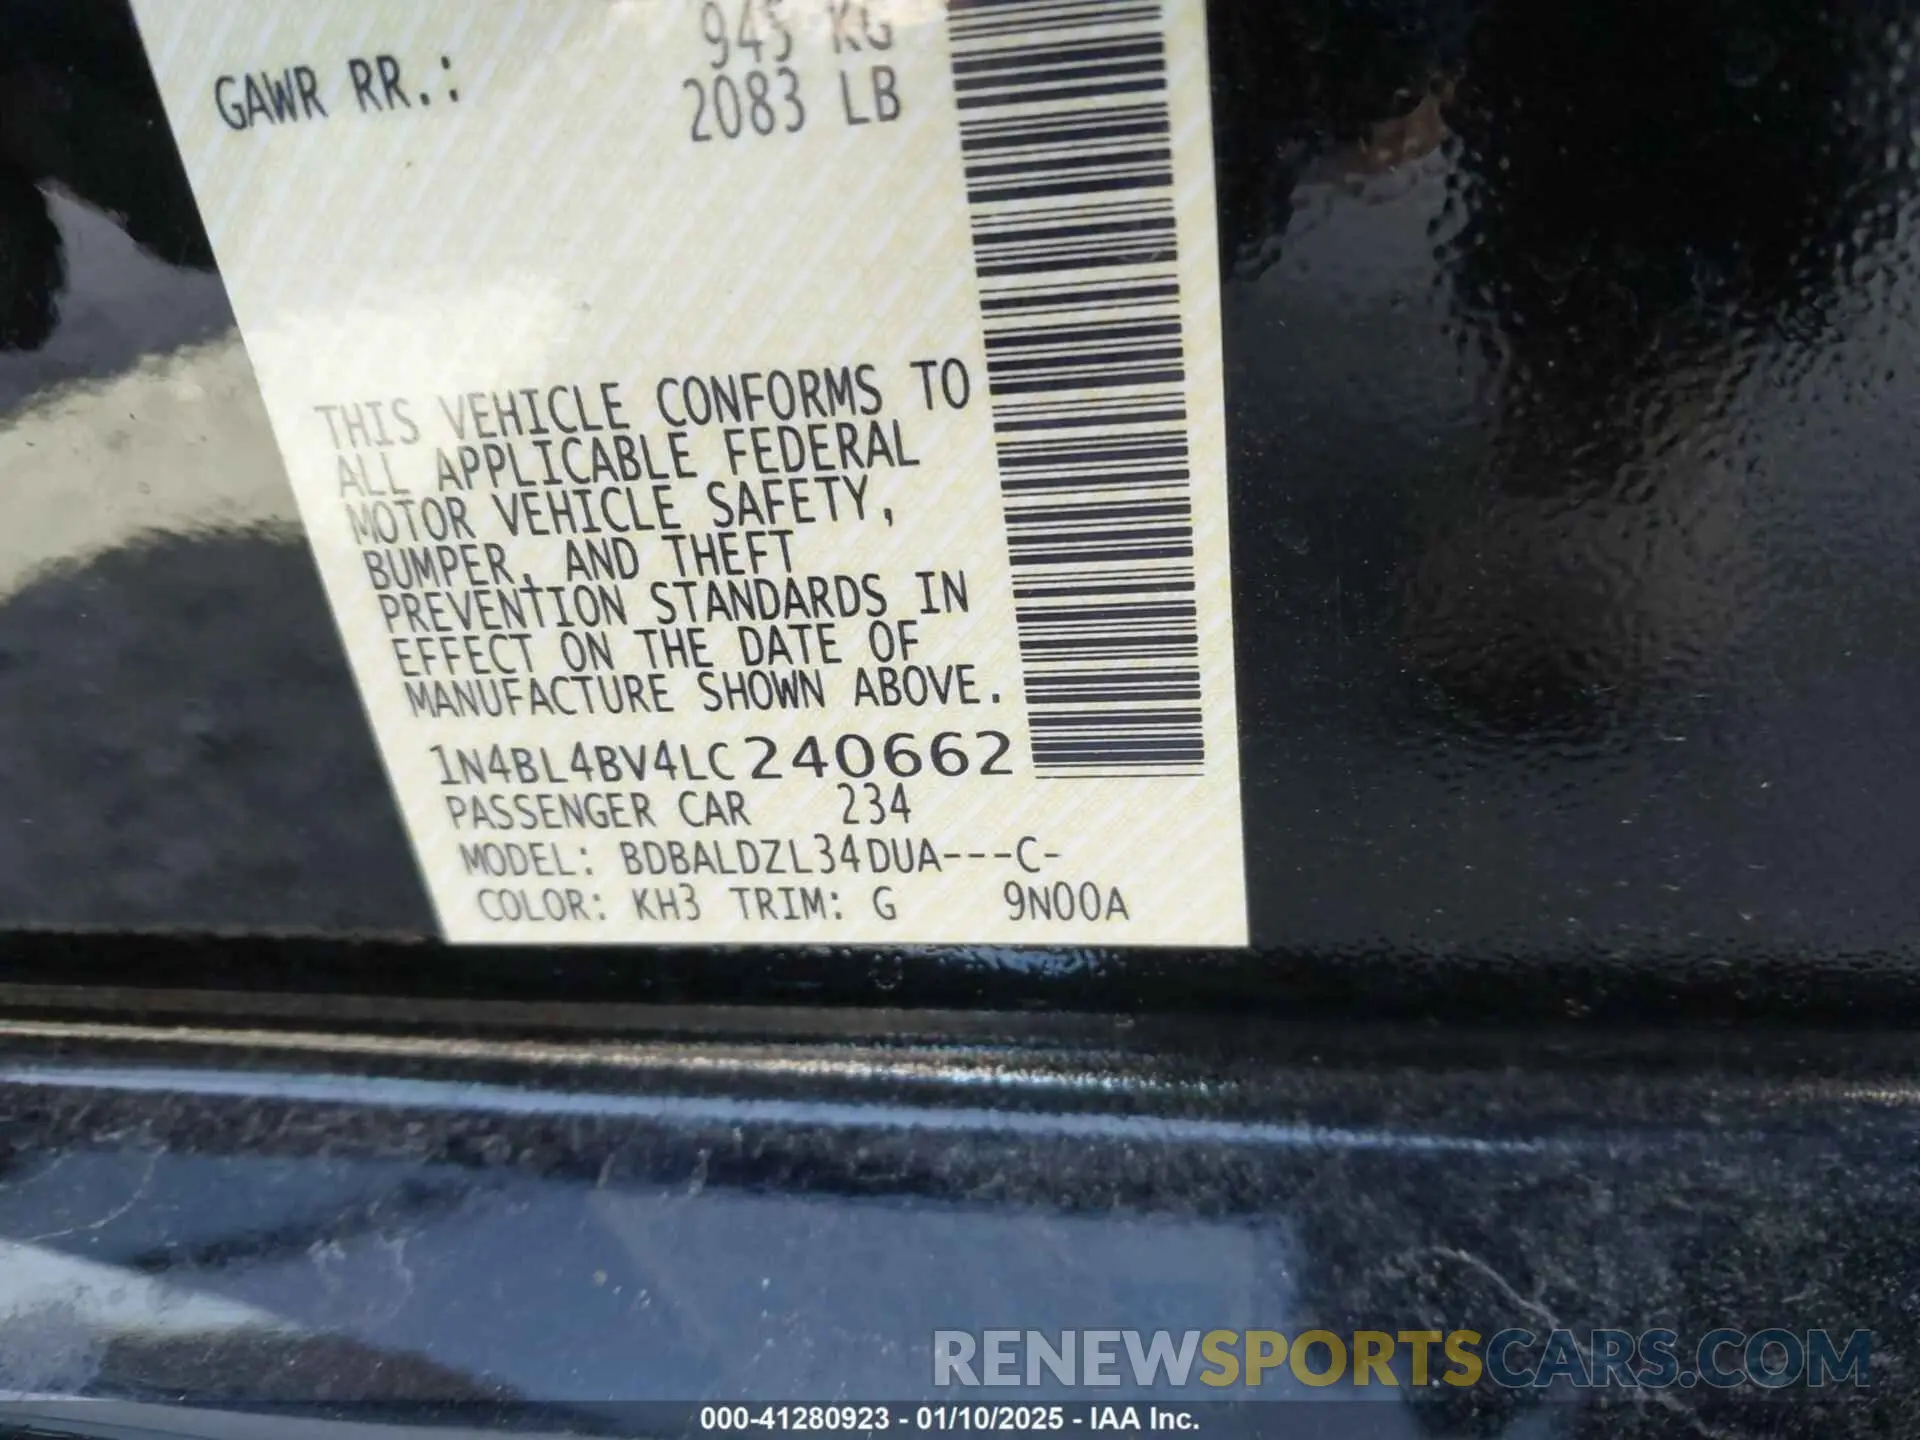 945 KG
GAWR RR.: 2083 LB
THIS VEHICLE CONFORMS TO
ALL APPLICABLE FEDERAL
MOTOR VEHICLE SAFETY,
BUMPER, AND THEFT
PREVENTION STANDARDS IN
EFFECT ON THE DATE OF
MANUFACTURE SHOWN ABOVE.
1N4BL4BV4LC240662
PASSENGER CAR 234
MODEL: BDBALDZL34DUA---C-
COLOR: KH3 TRIM: G 9N00A
RENEWSPORTSCARS.COM
000-41280923 - 01/10/2025 - IAA Inc.